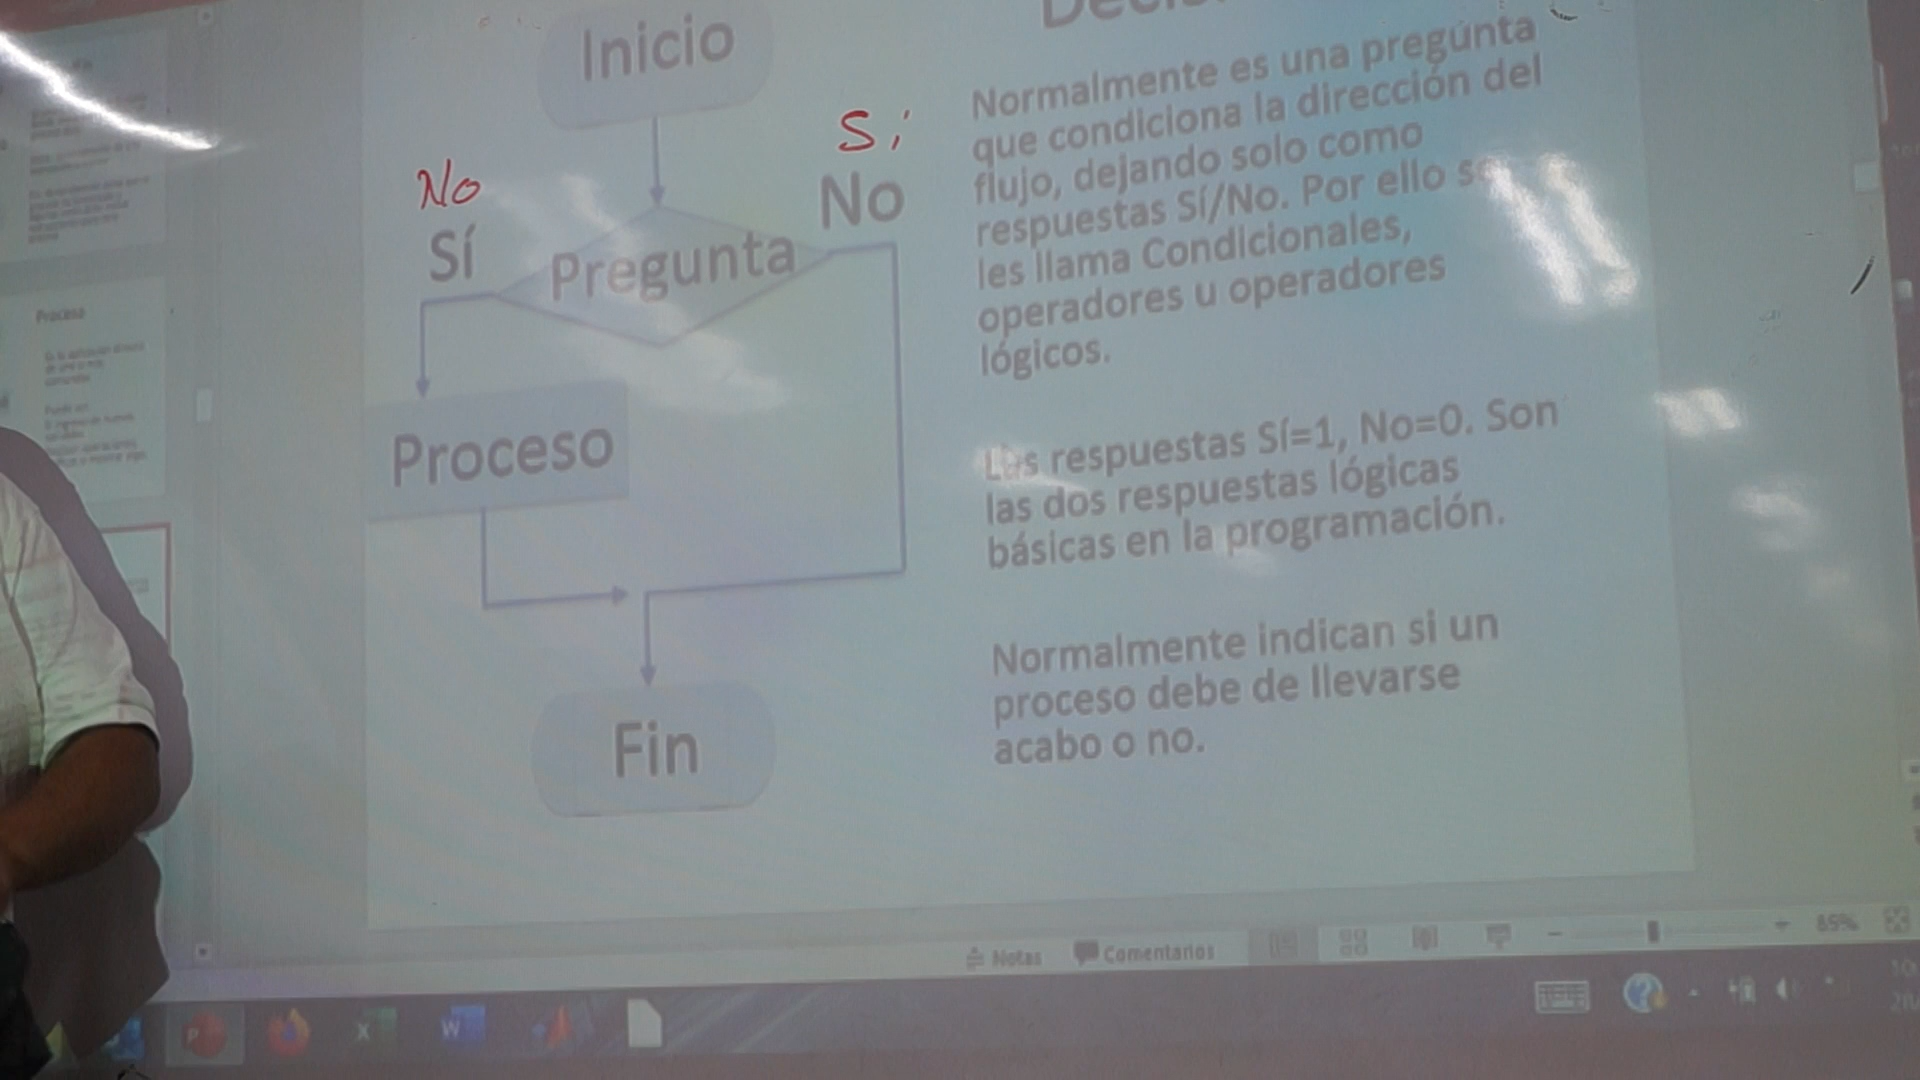 Inicio
Si
No
No
Sí
Pregunta
Proceso
Fin
Normalmente es una pregunta
que condiciona la dirección del
flujo, dejando solo como
respuestas Sí/No. Por ello
les llama Condicionales,
operadores u operadores
lógicos.
respuestas Sí=1, No=0. Son
las dos respuestas lógicas
básicas en la programación.
Normalmente indican si un
proceso debe de llevarse
acabo o no.
Proceso
Notas
Comentarios
85%